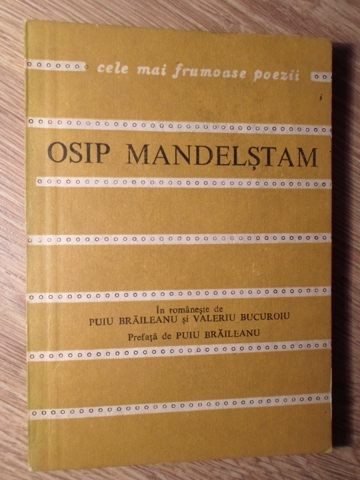 cele mai frumoase poezii
OSIP MANDELȘTAM
În românește de
PUIU BRĂILEANU și VALERIU BUCUROIU
Prefață de PUIU BRĂILEANU